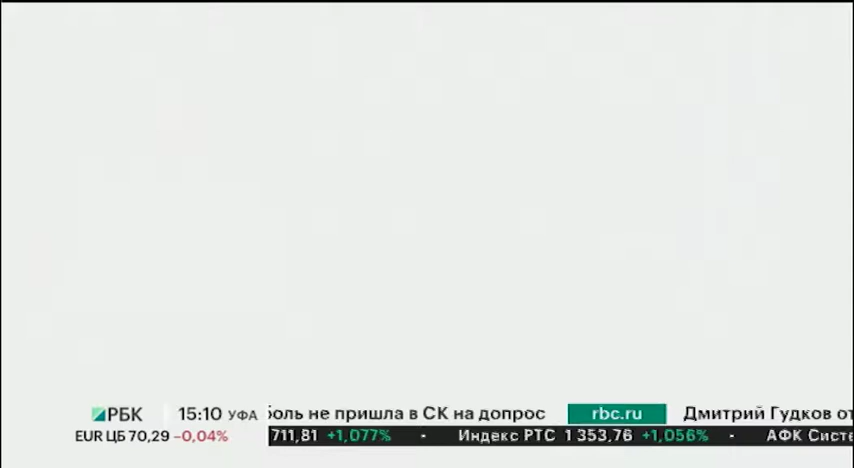 РБК 15:10 УФА боль не пришла в СК на допрос rbc.ru Дмитрий Гудков от
EUR ЦБ 70,29 –0,04% 711,81 +1,077% • Индекс РТС 1 353,76 +1,056% • АФК Систе